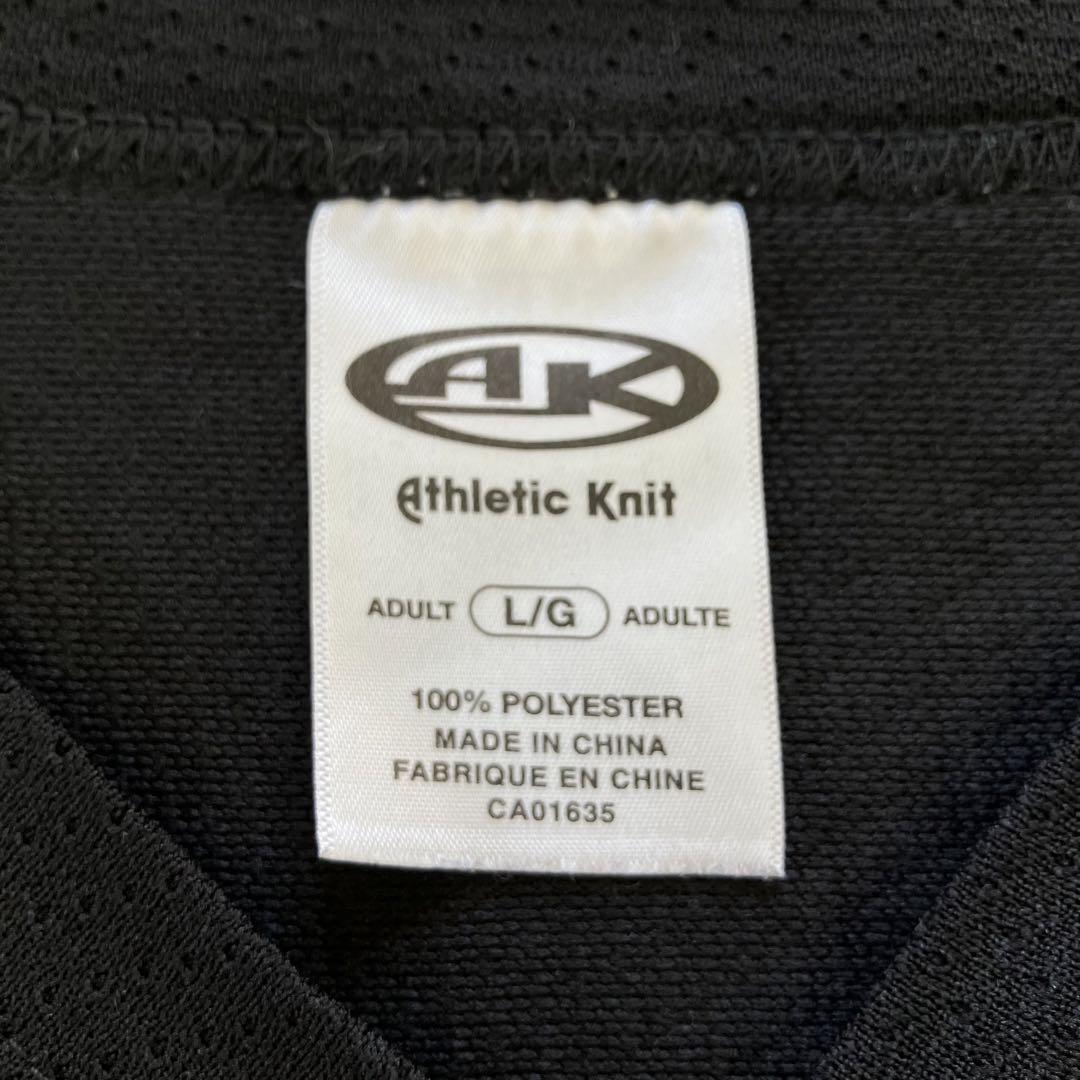 AK
Athletic Knit
ADULT L/G ADULTE
100% POLYESTER
MADE IN CHINA
FABRIQUE EN CHINE
CA01635